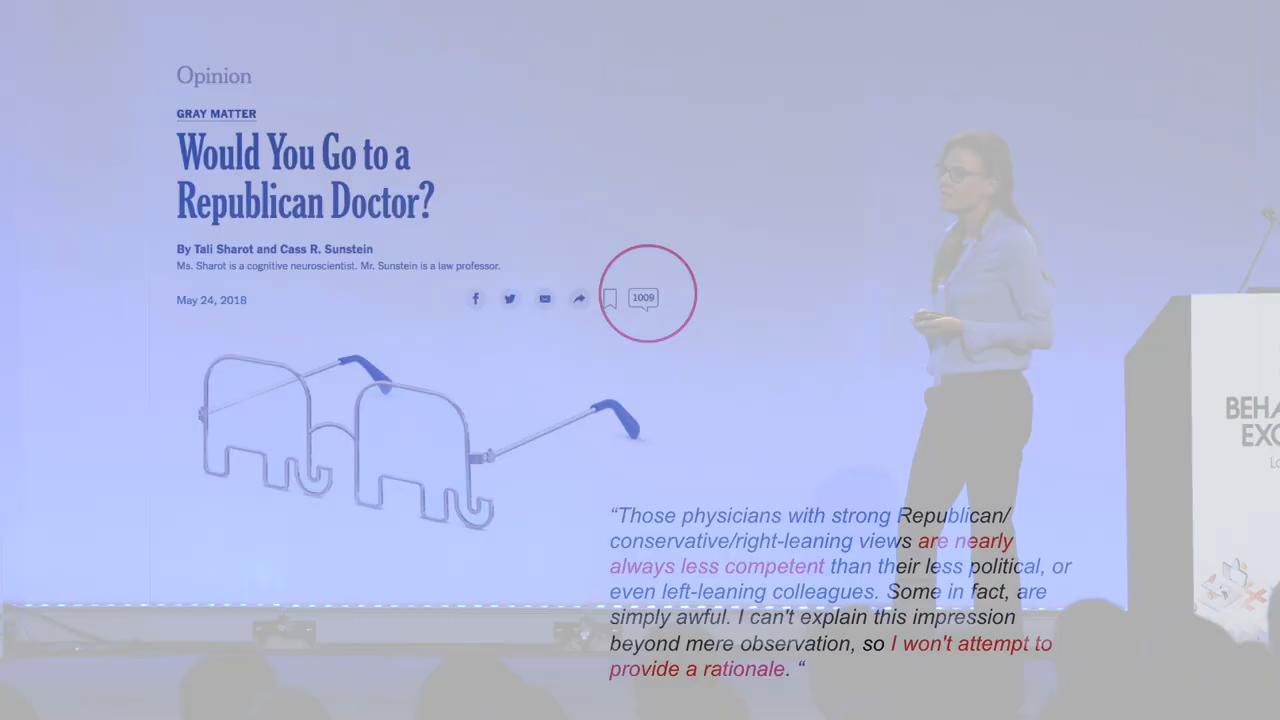 Opinion
GRAY MATTER
Would You Go to a
Republican Doctor?
By Tali Sharot and Cass R. Sunstein
Ms. Sharot is a cognitive neuroscientist. Mr. Sunstein is a law professor.
May 24, 2018
1009
“Those physicians with strong Republican/
conservative/right-leaning views are nearly
always less competent than their less political, or
even left-leaning colleagues. Some in fact, are
simply awful. I can't explain this impression
beyond mere observation, so I won't attempt to
provide a rationale. “
BEHA
EXC